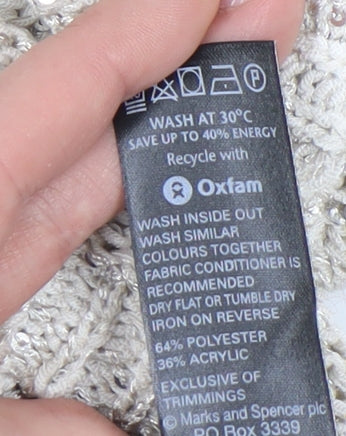 WASH AT 30°C
SAVE UP TO 40% ENERGY
Recycle with
Oxfam
WASH INSIDE OUT
WASH SIMILAR
COLOURS TOGETHER
FABRIC CONDITIONER IS
RECOMMENDED
DRY FLAT OR TUMBLE DRY
IRON ON REVERSE
64% POLYESTER
36% ACRYLIC
EXCLUSIVE OF
TRIMMINGS
© Marks and Spencer plc
PO Box 3339